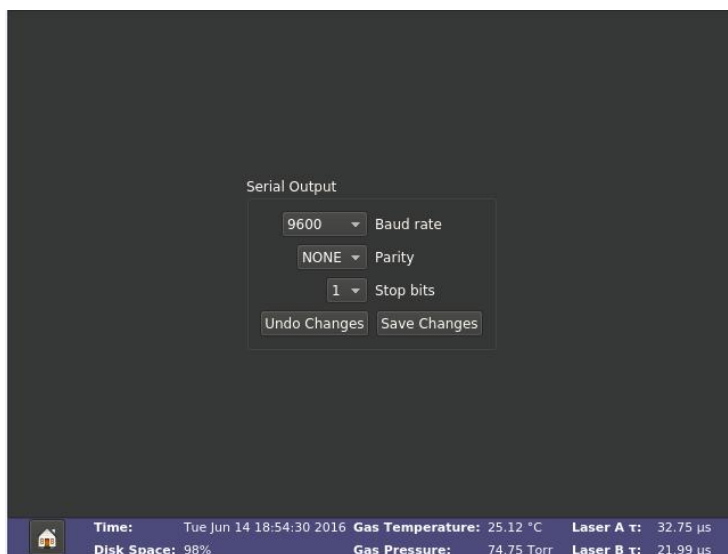 Serial Output
9600 Baud rate
NONE Parity
1 Stop bits
Undo Changes Save Changes
Time: Tue Jun 14 18:54:30 2016 Gas Temperature: 25.12 °C Laser A τ: 32.75 µs
Disk Space: 98% Gas Pressure: 74.75 Torr Laser B τ: 21.99 µs